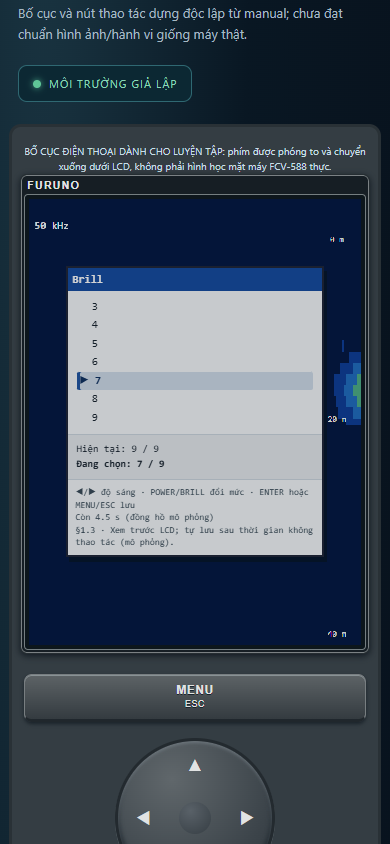 Bố cục và nút thao tác dựng độc lập từ manual; chưa đạt
chuẩn hình ảnh/hành vi giống máy thật.
MÔI TRƯỜNG GIẢ LẬP
BỐ CỤC ĐIỆN THOẠI DÀNH CHO LUYỆN TẬP: phím được phóng to và chuyển
xuống dưới LCD, không phải hình học mặt máy FCV-588 thực.
FURUNO
50 kHz
Brill
3
4
5
6
▶ 7
8
9
20 m
Hiện tại: 9 / 9
Đang chọn: 7 / 9
◀/▶ độ sáng - POWER/BRILL đổi mức - ENTER hoặc
MENU/ESC lưu
Còn 4.5 s (đồng hồ mô phỏng)
§1.3 - Xem trước LCD; tự lưu sau thời gian không
thao tác (mô phỏng).
40 m
MENU
ESC
▲
◀ ▶